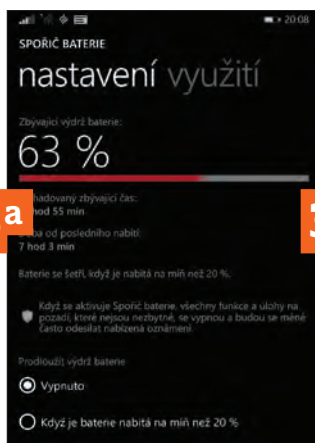 20:08
SPOŘIČ BATERIE
nastavení využití
Zbývající výdrž baterie:
63 %
hadovaný zbývající čas:
hod 55 min
a
3
ba od posledního nabití:
7 hod 3 min
Baterie se šetří, když je nabitá na míň než 20 %.
Když se aktivuje Spořič baterie, všechny funkce a úlohy na
pozadí, které nejsou nezbytné, se vypnou a budou se méně
často odesílat nabízená oznámení.
Prodloužit výdrž baterie
Vypnuto
Když je baterie nabitá na míň než 20 %